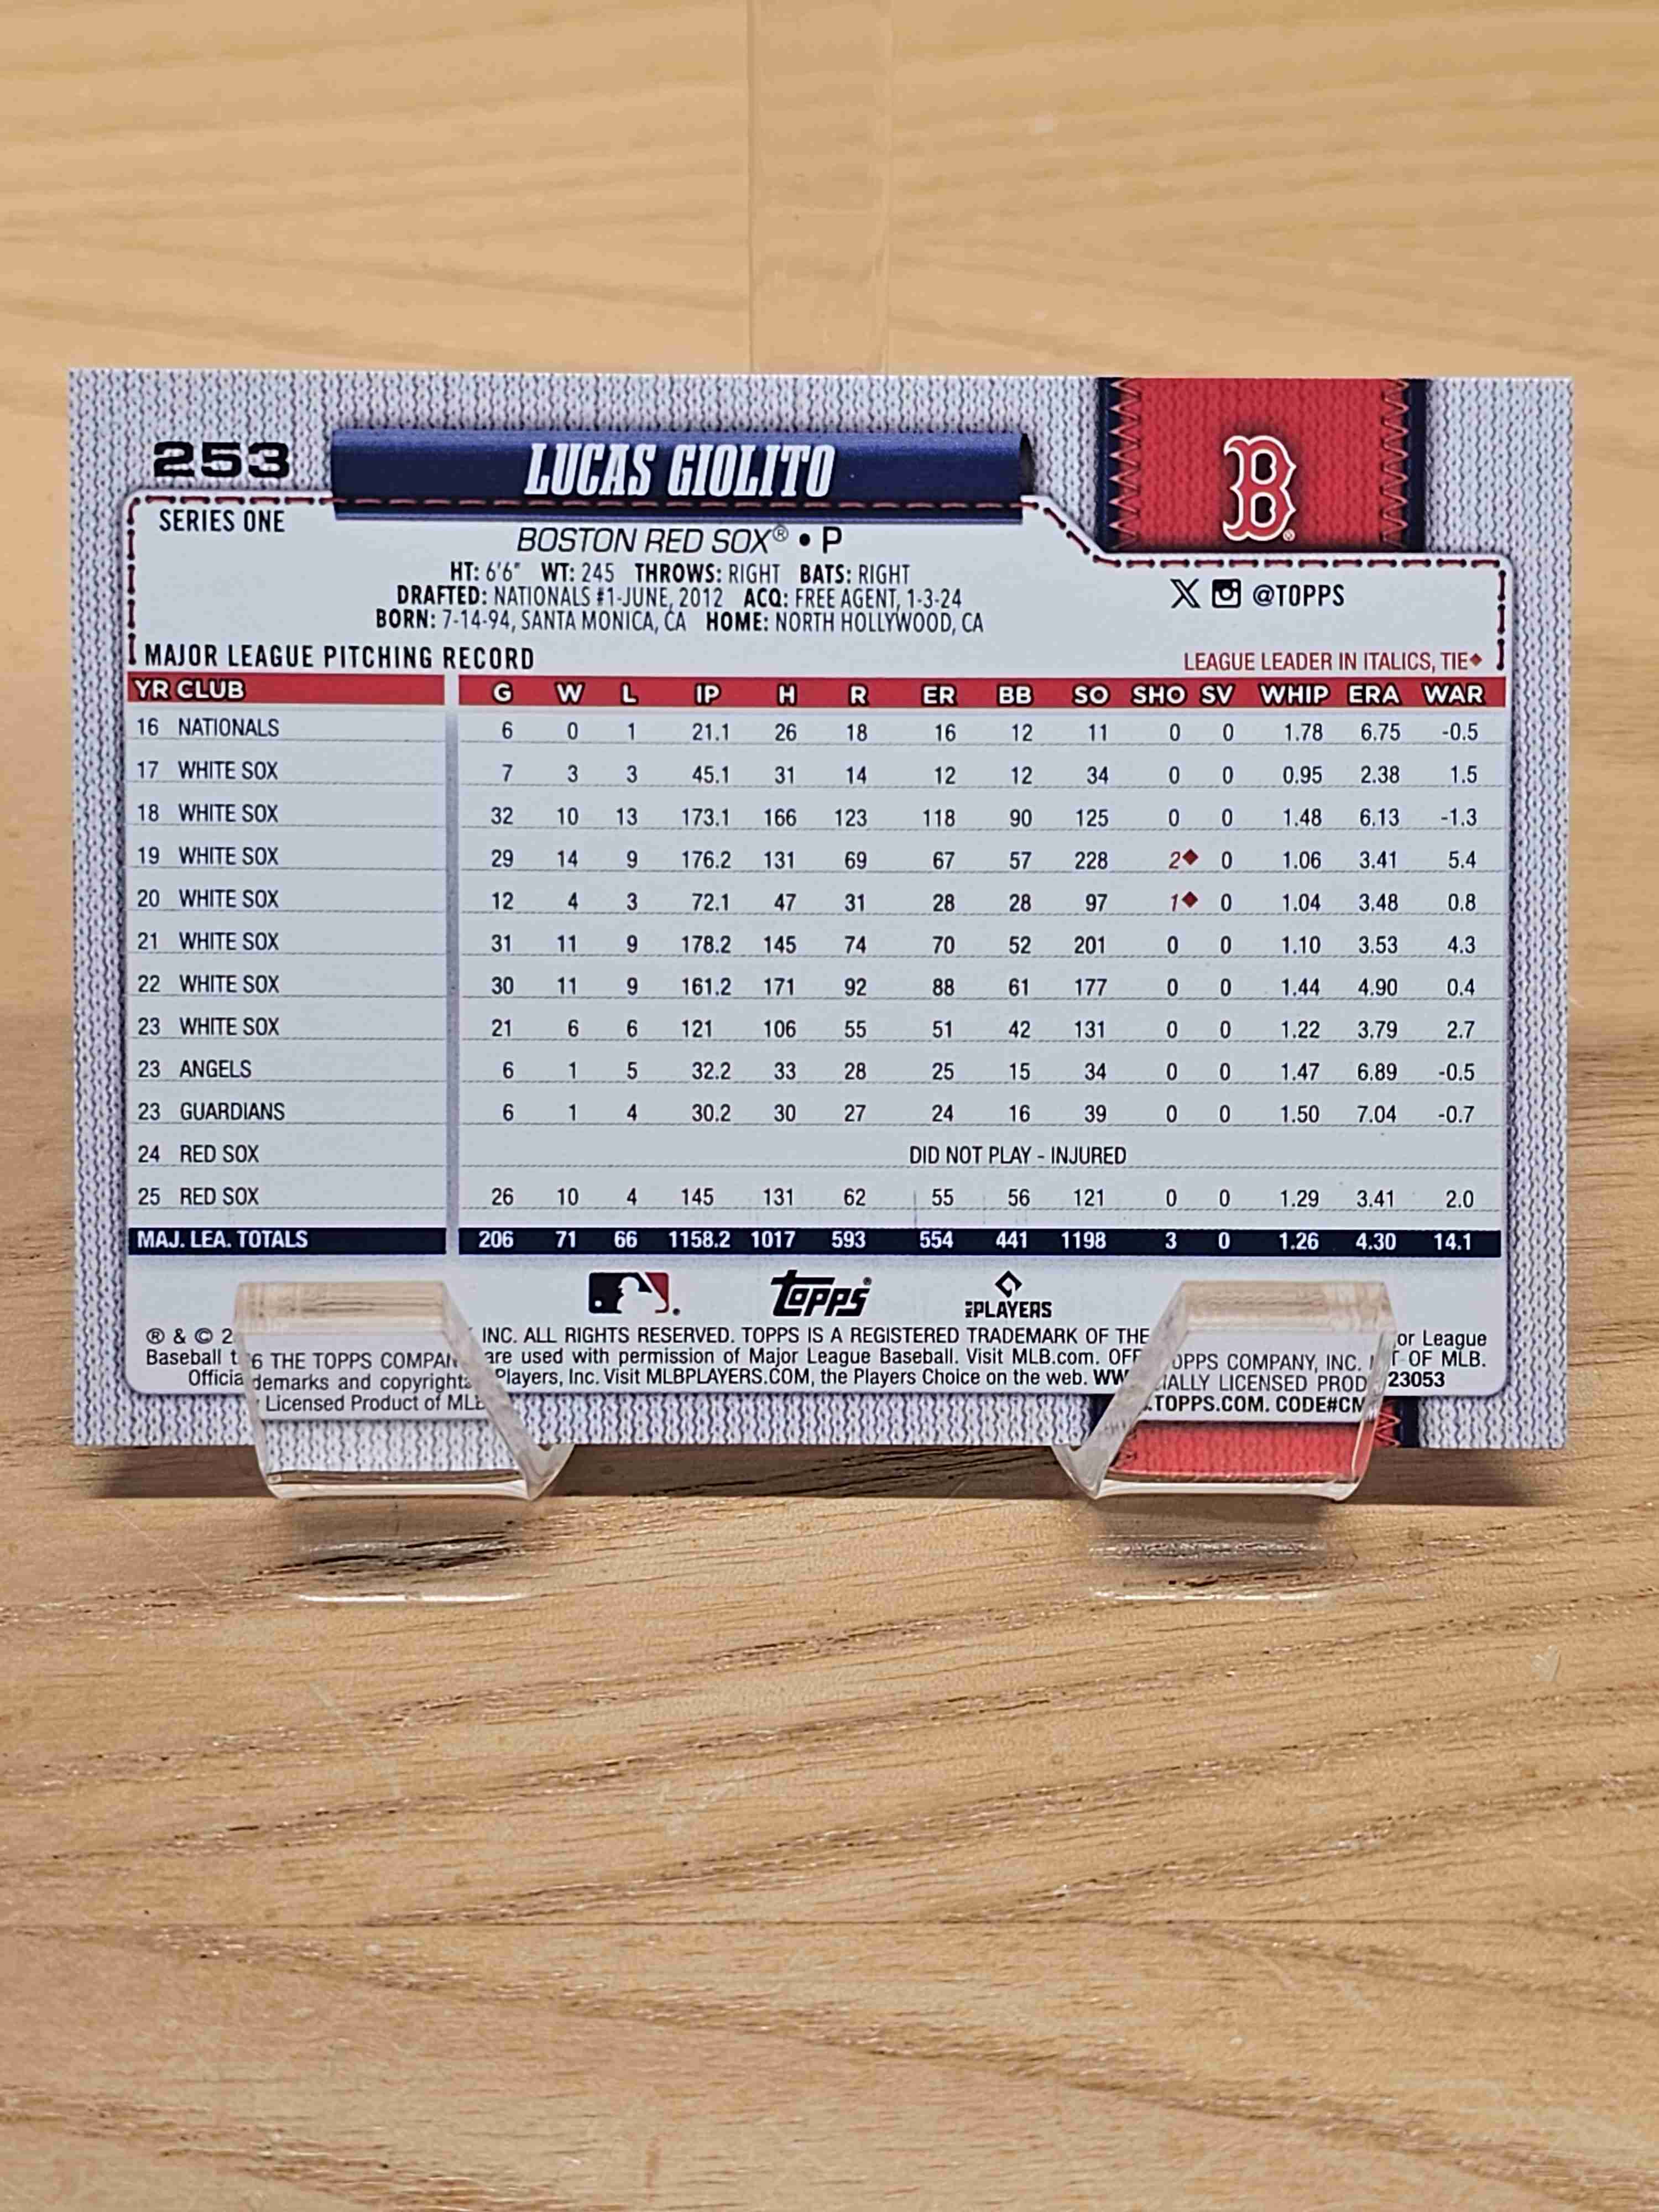 253
LUCAS GIOLITO
B®
SERIES ONE
BOSTON RED SOX® • P
HT: 6'6" WT: 245 THROWS: RIGHT BATS: RIGHT
DRAFTED: NATIONALS #1-JUNE, 2012 ACQ: FREE AGENT, 1-3-24
BORN: 7-14-94, SANTA MONICA, CA HOME: NORTH HOLLYWOOD, CA
X @TOPPS
MAJOR LEAGUE PITCHING RECORD
LEAGUE LEADER IN ITALICS, TIE◆
YR CLUB G W L IP H R ER BB SO SHO SV WHIP ERA WAR
16 NATIONALS 6 0 1 21.1 26 18 16 12 11 0 0 1.78 6.75 -0.5
17 WHITE SOX 7 3 3 45.1 31 14 12 12 34 0 0 0.95 2.38 1.5
18 WHITE SOX 32 10 13 173.1 166 123 118 90 125 0 0 1.48 6.13 -1.3
19 WHITE SOX 29 14 9 176.2 131 69 67 57 228 2◆ 0 1.06 3.41 5.4
20 WHITE SOX 12 4 3 72.1 47 31 28 28 97 1◆ 0 1.04 3.48 0.8
21 WHITE SOX 31 11 9 178.2 145 74 70 52 201 0 0 1.10 3.53 4.3
22 WHITE SOX 30 11 9 161.2 171 92 88 61 177 0 0 1.44 4.90 0.4
23 WHITE SOX 21 6 6 121 106 55 51 42 131 0 0 1.22 3.79 2.7
23 ANGELS 6 1 5 32.2 33 28 25 15 34 0 0 1.47 6.89 -0.5
23 GUARDIANS 6 1 4 30.2 30 27 24 16 39 0 0 1.50 7.04 -0.7
24 RED SOX DID NOT PLAY - INJURED
25 RED SOX 26 10 4 145 131 62 55 56 121 0 0 1.29 3.41 2.0
MAJ. LEA. TOTALS 206 71 66 1158.2 1017 593 554 441 1198 3 0 1.26 4.30 14.1
topps® MLB PLAYERS
® & © 2 6 THE TOPPS COMPAN INC. ALL RIGHTS RESERVED. TOPPS IS A REGISTERED TRADEMARK OF THE OPPS COMPANY, INC. or League
Baseball t demarks and copyrights are used with permission of Major League Baseball. Visit MLB.com. OFF IALLY LICENSED PROD T OF MLB.
Officia Licensed Product of MLB Players, Inc. Visit MLBPLAYERS.COM, the Players Choice on the web. WW .TOPPS.COM. CODE#CM 23053